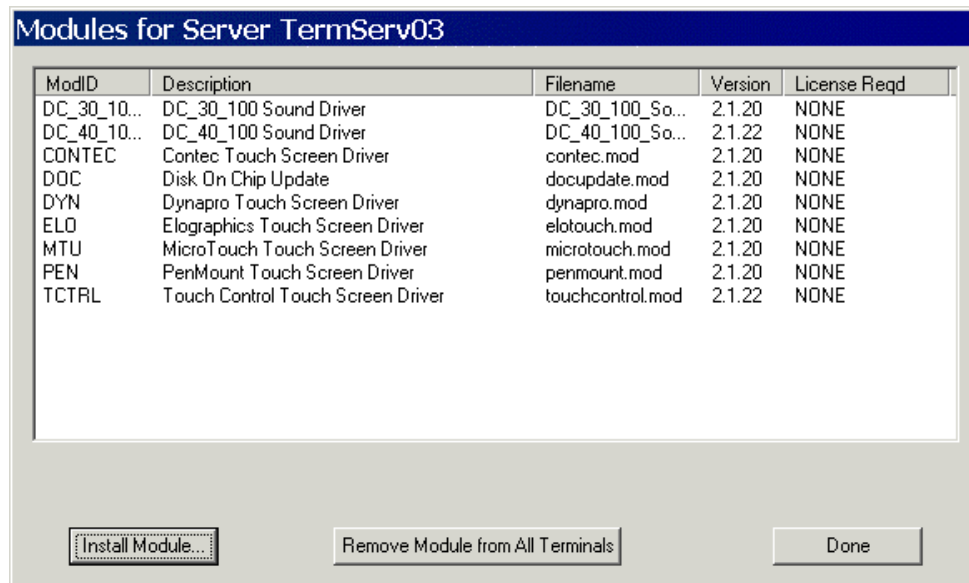 Modules for Server TermServ03
ModID Description Filename Version License Reqd
DC_30_10... DC_30_100 Sound Driver DC_30_100_So... 2.1.20 NONE
DC_40_10... DC_40_100 Sound Driver DC_40_100_So... 2.1.22 NONE
CONTEC Contec Touch Screen Driver contec.mod 2.1.20 NONE
DOC Disk On Chip Update docupdate.mod 2.1.20 NONE
DYN Dynapro Touch Screen Driver dynapro.mod 2.1.20 NONE
ELO Elographics Touch Screen Driver elotouch.mod 2.1.20 NONE
MTU MicroTouch Touch Screen Driver microtouch.mod 2.1.20 NONE
PEN PenMount Touch Screen Driver penmount.mod 2.1.20 NONE
TCTRL Touch Control Touch Screen Driver touchcontrol.mod 2.1.22 NONE
Install Module... Remove Module from All Terminals Done